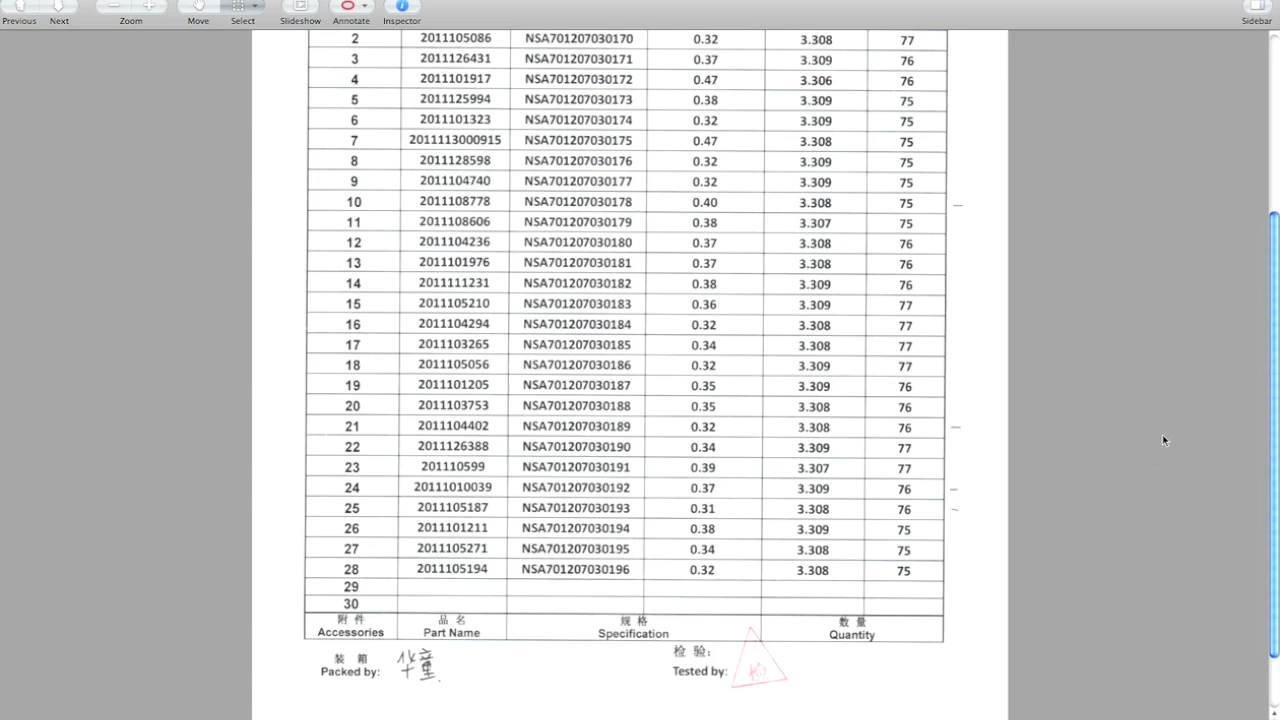 Previous Next Zoom Move Select Slideshow Annotate Inspector Sidebar
2 2011105086 NSA701207030170 0.32 3.308 77
3 2011126431 NSA701207030171 0.37 3.309 76
4 2011101917 NSA701207030172 0.47 3.306 76
5 2011125994 NSA701207030173 0.38 3.309 75
6 2011101323 NSA701207030174 0.32 3.309 75
7 2011113000915 NSA701207030175 0.47 3.308 75
8 2011128598 NSA701207030176 0.32 3.309 75
9 2011104740 NSA701207030177 0.32 3.309 75
10 2011108778 NSA701207030178 0.40 3.308 75
11 2011108606 NSA701207030179 0.38 3.307 75
12 2011104236 NSA701207030180 0.37 3.308 76
13 2011101976 NSA701207030181 0.37 3.308 76
14 2011111231 NSA701207030182 0.38 3.309 76
15 2011105210 NSA701207030183 0.36 3.309 77
16 2011104294 NSA701207030184 0.32 3.308 77
17 2011103265 NSA701207030185 0.34 3.308 77
18 2011105056 NSA701207030186 0.32 3.309 77
19 2011101205 NSA701207030187 0.35 3.309 76
20 2011103753 NSA701207030188 0.35 3.308 76
21 2011104402 NSA701207030189 0.32 3.308 76
22 2011126388 NSA701207030190 0.34 3.309 77
23 201110599 NSA701207030191 0.39 3.307 77
24 20111010039 NSA701207030192 0.37 3.309 76
25 2011105187 NSA701207030193 0.31 3.308 76
26 2011101211 NSA701207030194 0.38 3.309 75
27 2011105271 NSA701207030195 0.34 3.308 75
28 2011105194 NSA701207030196 0.32 3.308 75
29
30
附 件 品 名 规 格 数 量
Accessories Part Name Specification Quantity
装 箱 检 验:
Packed by: Tested by: